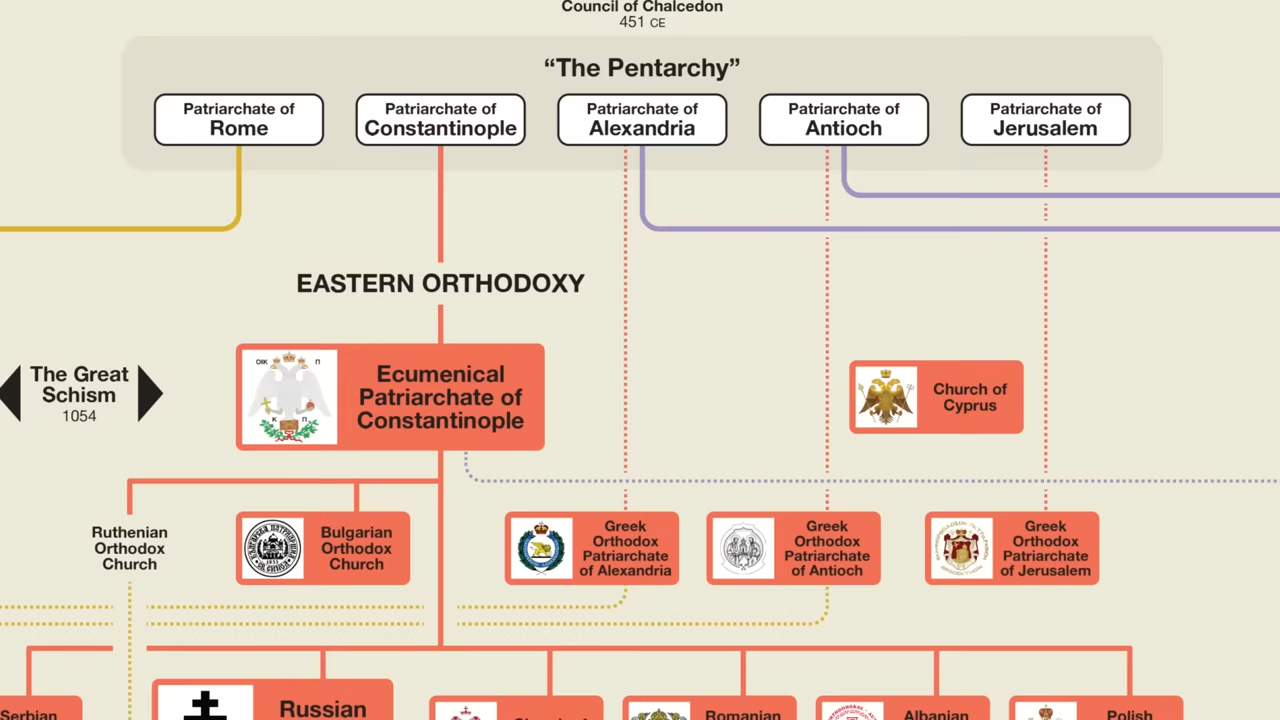 Council of Chalcedon
451 CE
“The Pentarchy”
Patriarchate of
Rome
Patriarchate of
Constantinople
Patriarchate of
Alexandria
Patriarchate of
Antioch
Patriarchate of
Jerusalem
EASTERN ORTHODOXY
The Great
Schism
1054
ΟΙΚ
Π
Κ
Π
Ecumenical
Patriarchate of
Constantinople
Church of
Cyprus
Ruthenian
Orthodox
Church
Bulgarian
Orthodox
Church
Greek
Orthodox
Patriarchate
of Alexandria
Greek
Orthodox
Patriarchate
of Antioch
Greek
Orthodox
Patriarchate
of Jerusalem
Serbian
Russian
Romanian
Albanian
Polish